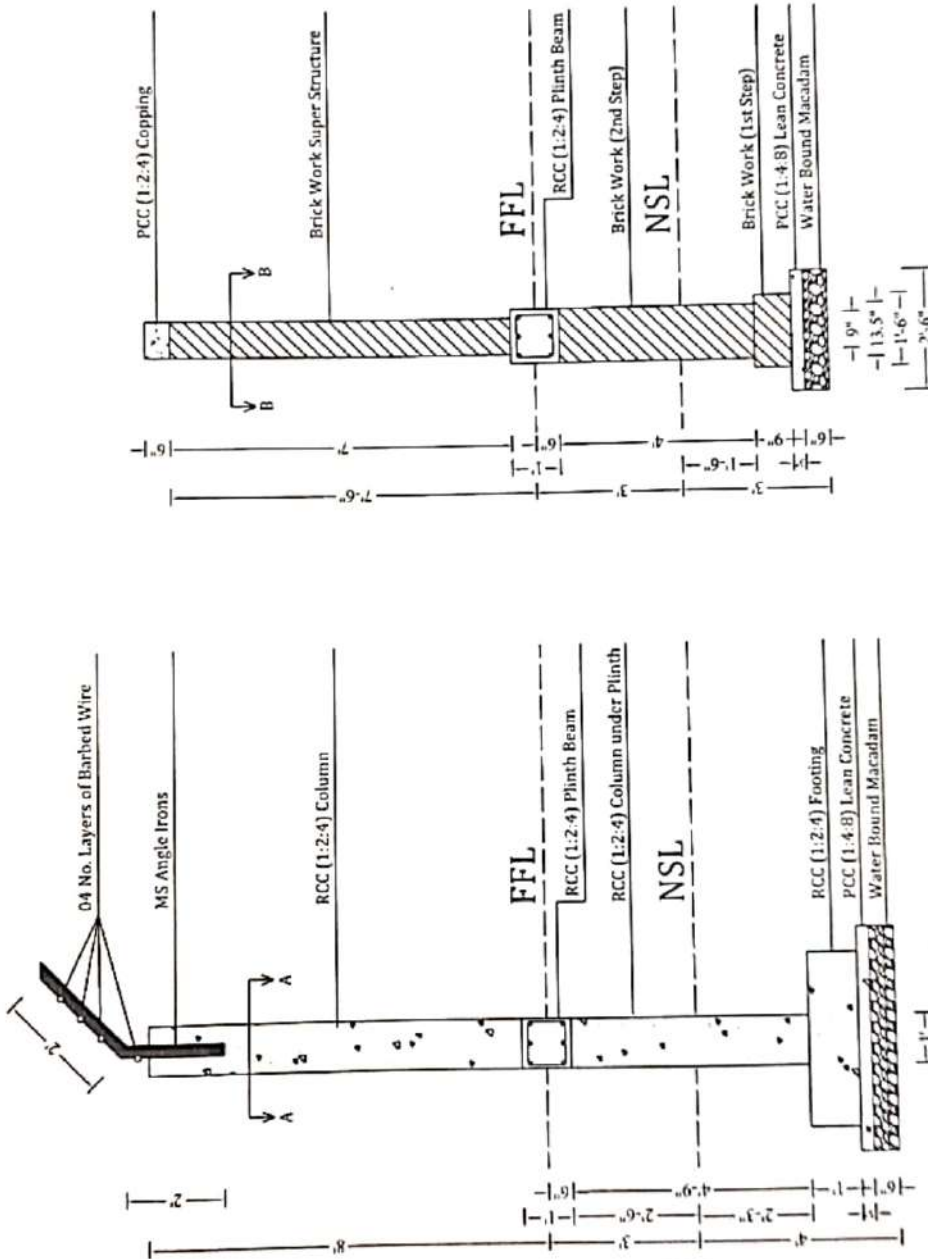 04 No. Layers of Barbed Wire
MS Angle Irons
RCC (1:2:4) Column
FFL
RCC (1:2:4) Plinth Beam
RCC (1:2:4) Column under Plinth
NSL
RCC (1:2:4) Footing
PCC (1:4:8) Lean Concrete
Water Bound Macadam
A
A
2'
2'
8'
6"
1'
2'-6"
3'
4'-9"
2'-3"
1'
6"
4'
1'
PCC (1:2:4) Copping
Brick Work Super Structure
FFL
RCC (1:2:4) Plinth Beam
Brick Work (2nd Step)
NSL
Brick Work (1st Step)
PCC (1:4:8) Lean Concrete
Water Bound Macadam
B
B
6"
7'
7'-6"
6"
1'
4'
3'
1'-6"
9"
6"
3'
9"
13.5"
1'-6"
2'-6"